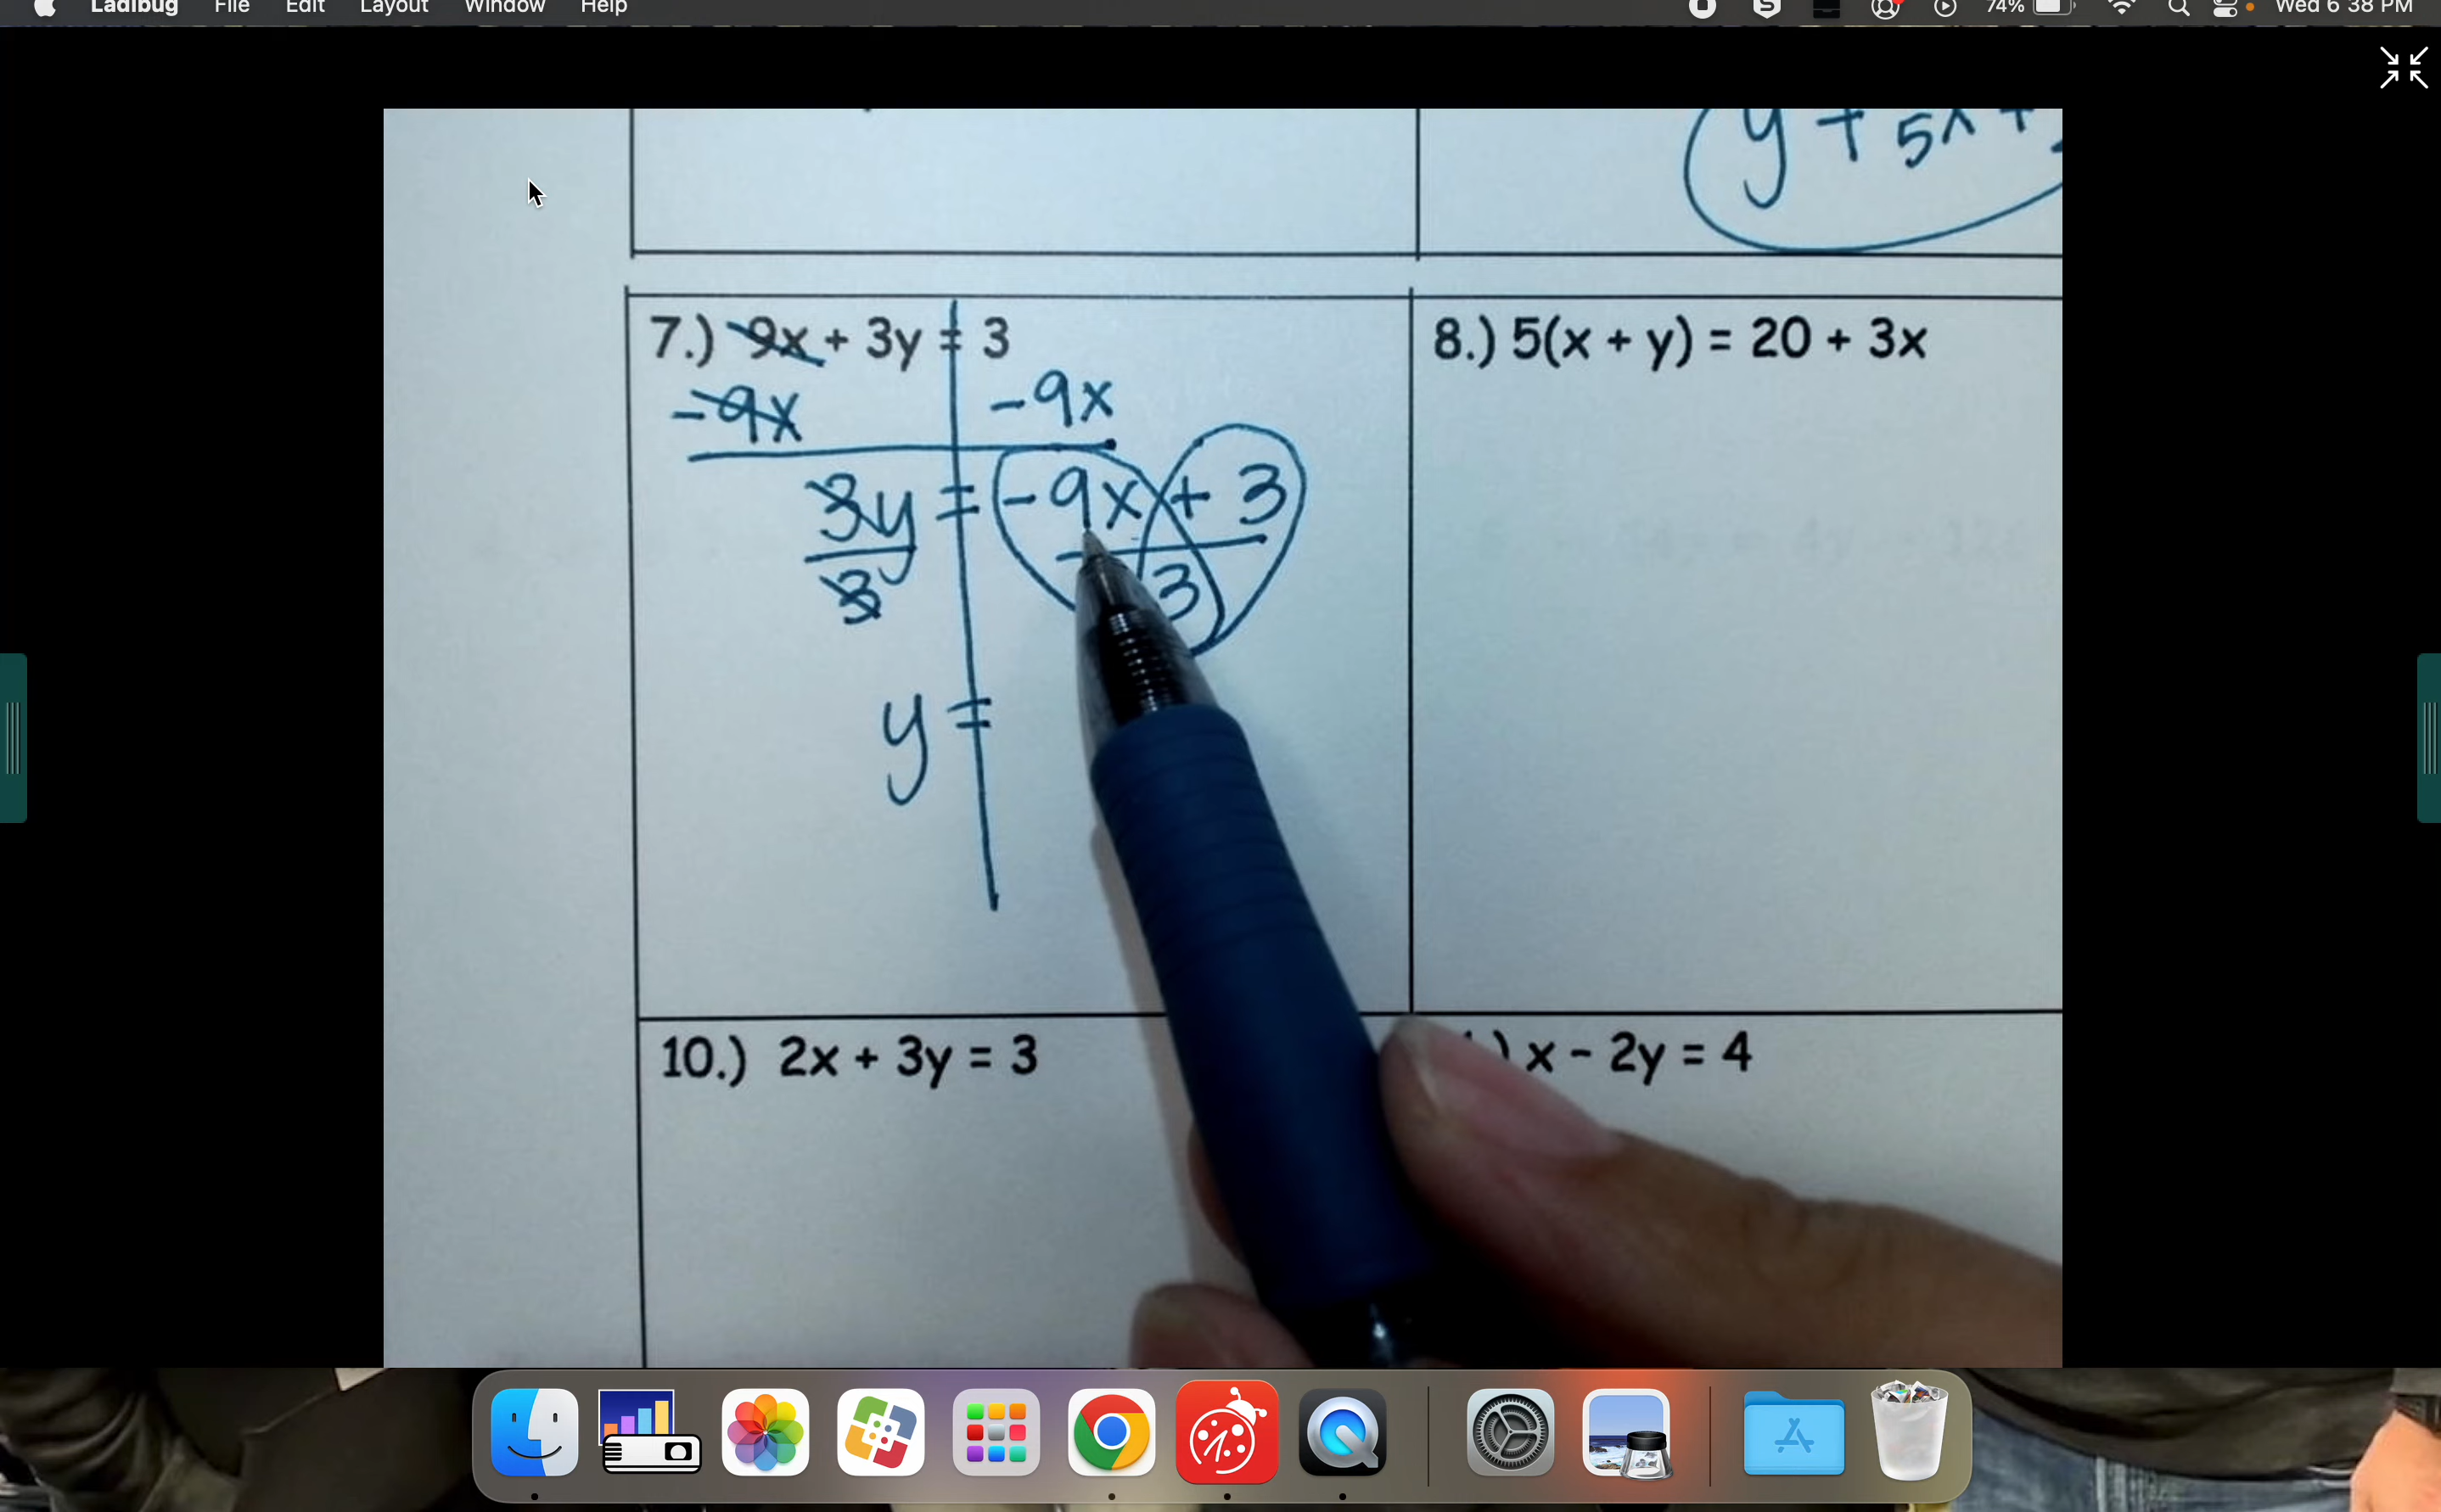 Ladibug File Edit Layout Window Help 74% Wed 6 38 PM
7.) 9x + 3y = 3
-9x -9x
3y = -9x + 3
3 3
y =
8.) 5(x + y) = 20 + 3x
10.) 2x + 3y = 3
) x - 2y = 4